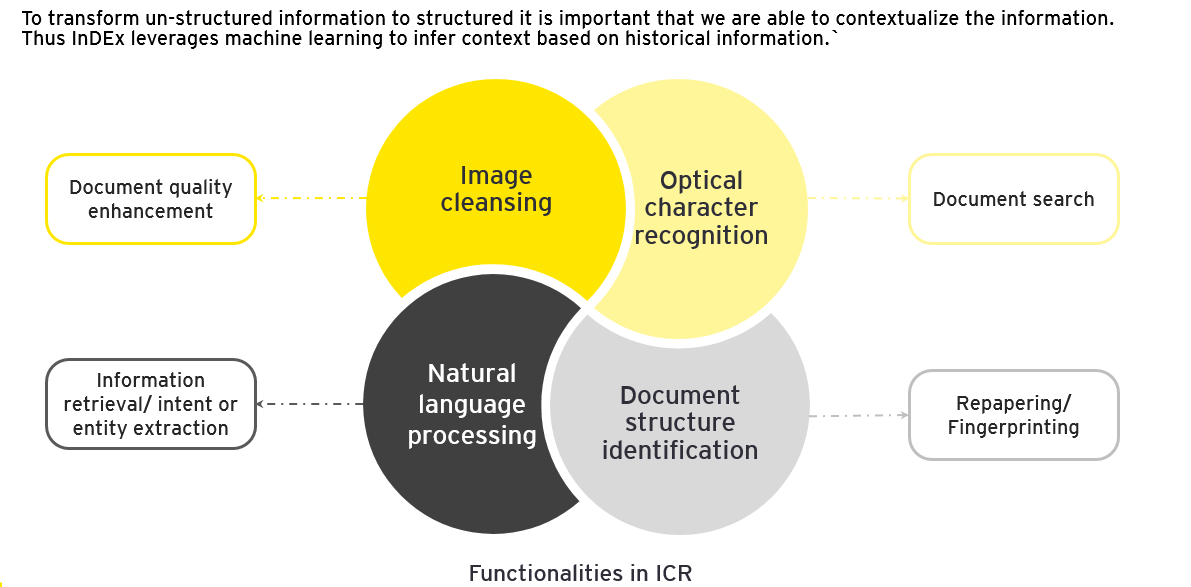 To transform un-structured information to structured it is important that we are able to contextualize the information.
Thus InDEx leverages machine learning to infer context based on historical information.`
Image
cleansing
Optical
character
recognition
Document quality
enhancement
Document search
Natural
language
processing
Document
structure
identification
Information
retrieval/ intent or
entity extraction
Repapering/
Fingerprinting
Functionalities in ICR